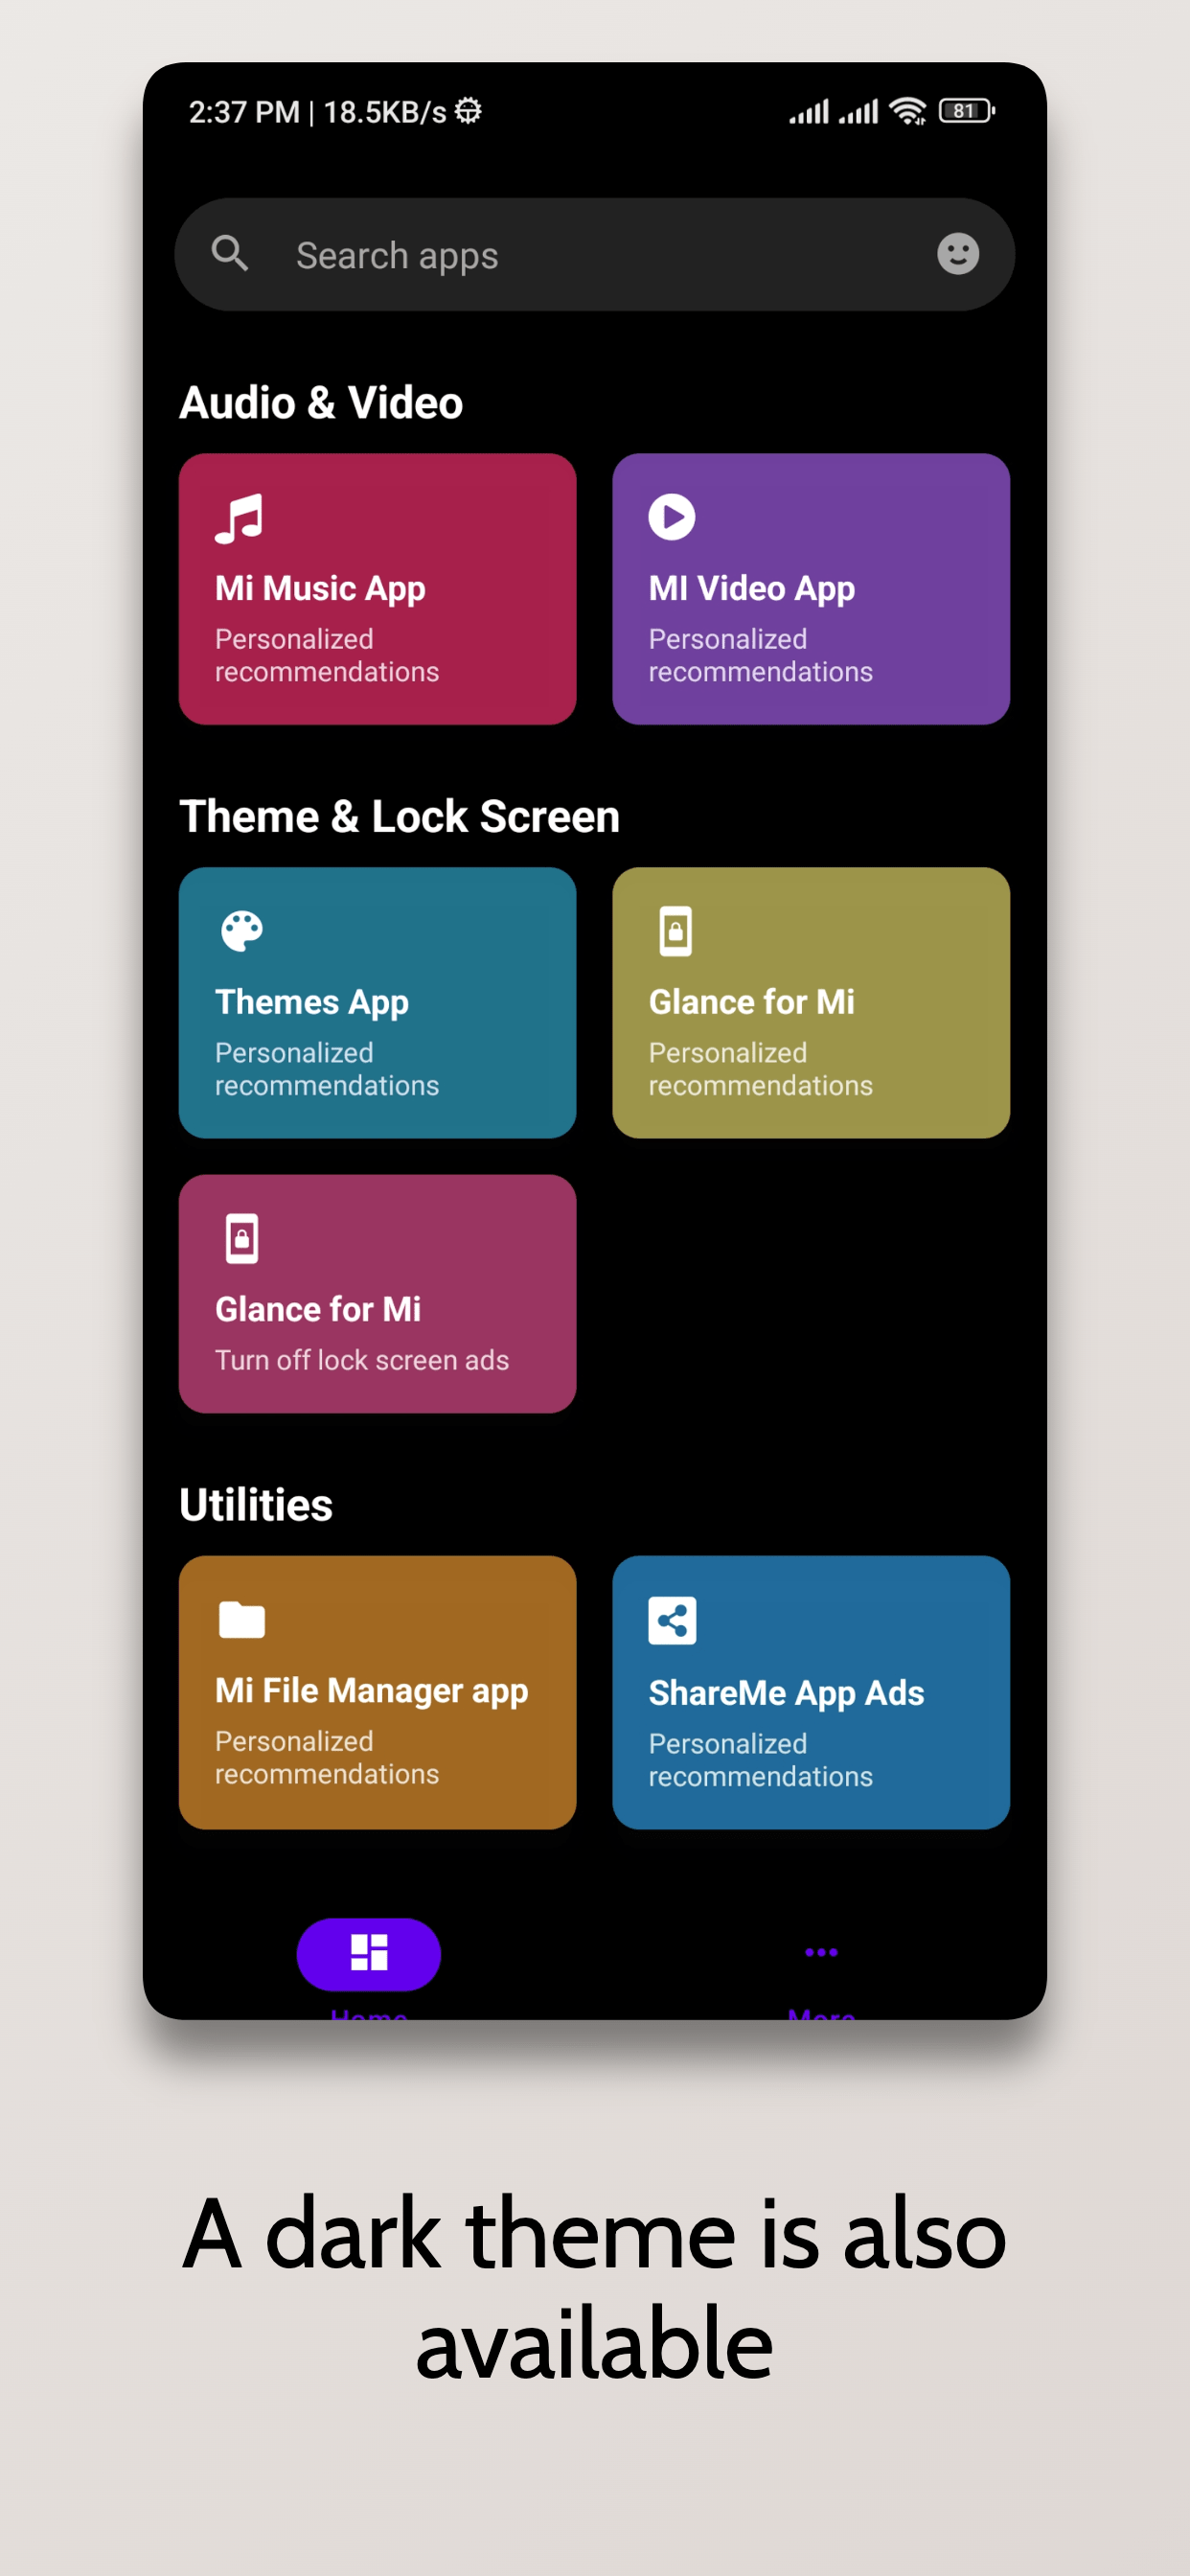 2:37 PM | 18.5KB/s
81
Search apps
Audio & Video
Mi Music App
Personalized
recommendations
MI Video App
Personalized
recommendations
Theme & Lock Screen
Themes App
Personalized
recommendations
Glance for Mi
Personalized
recommendations
Glance for Mi
Turn off lock screen ads
Utilities
Mi File Manager app
Personalized
recommendations
ShareMe App Ads
Personalized
recommendations
Home
More
A dark theme is also
available